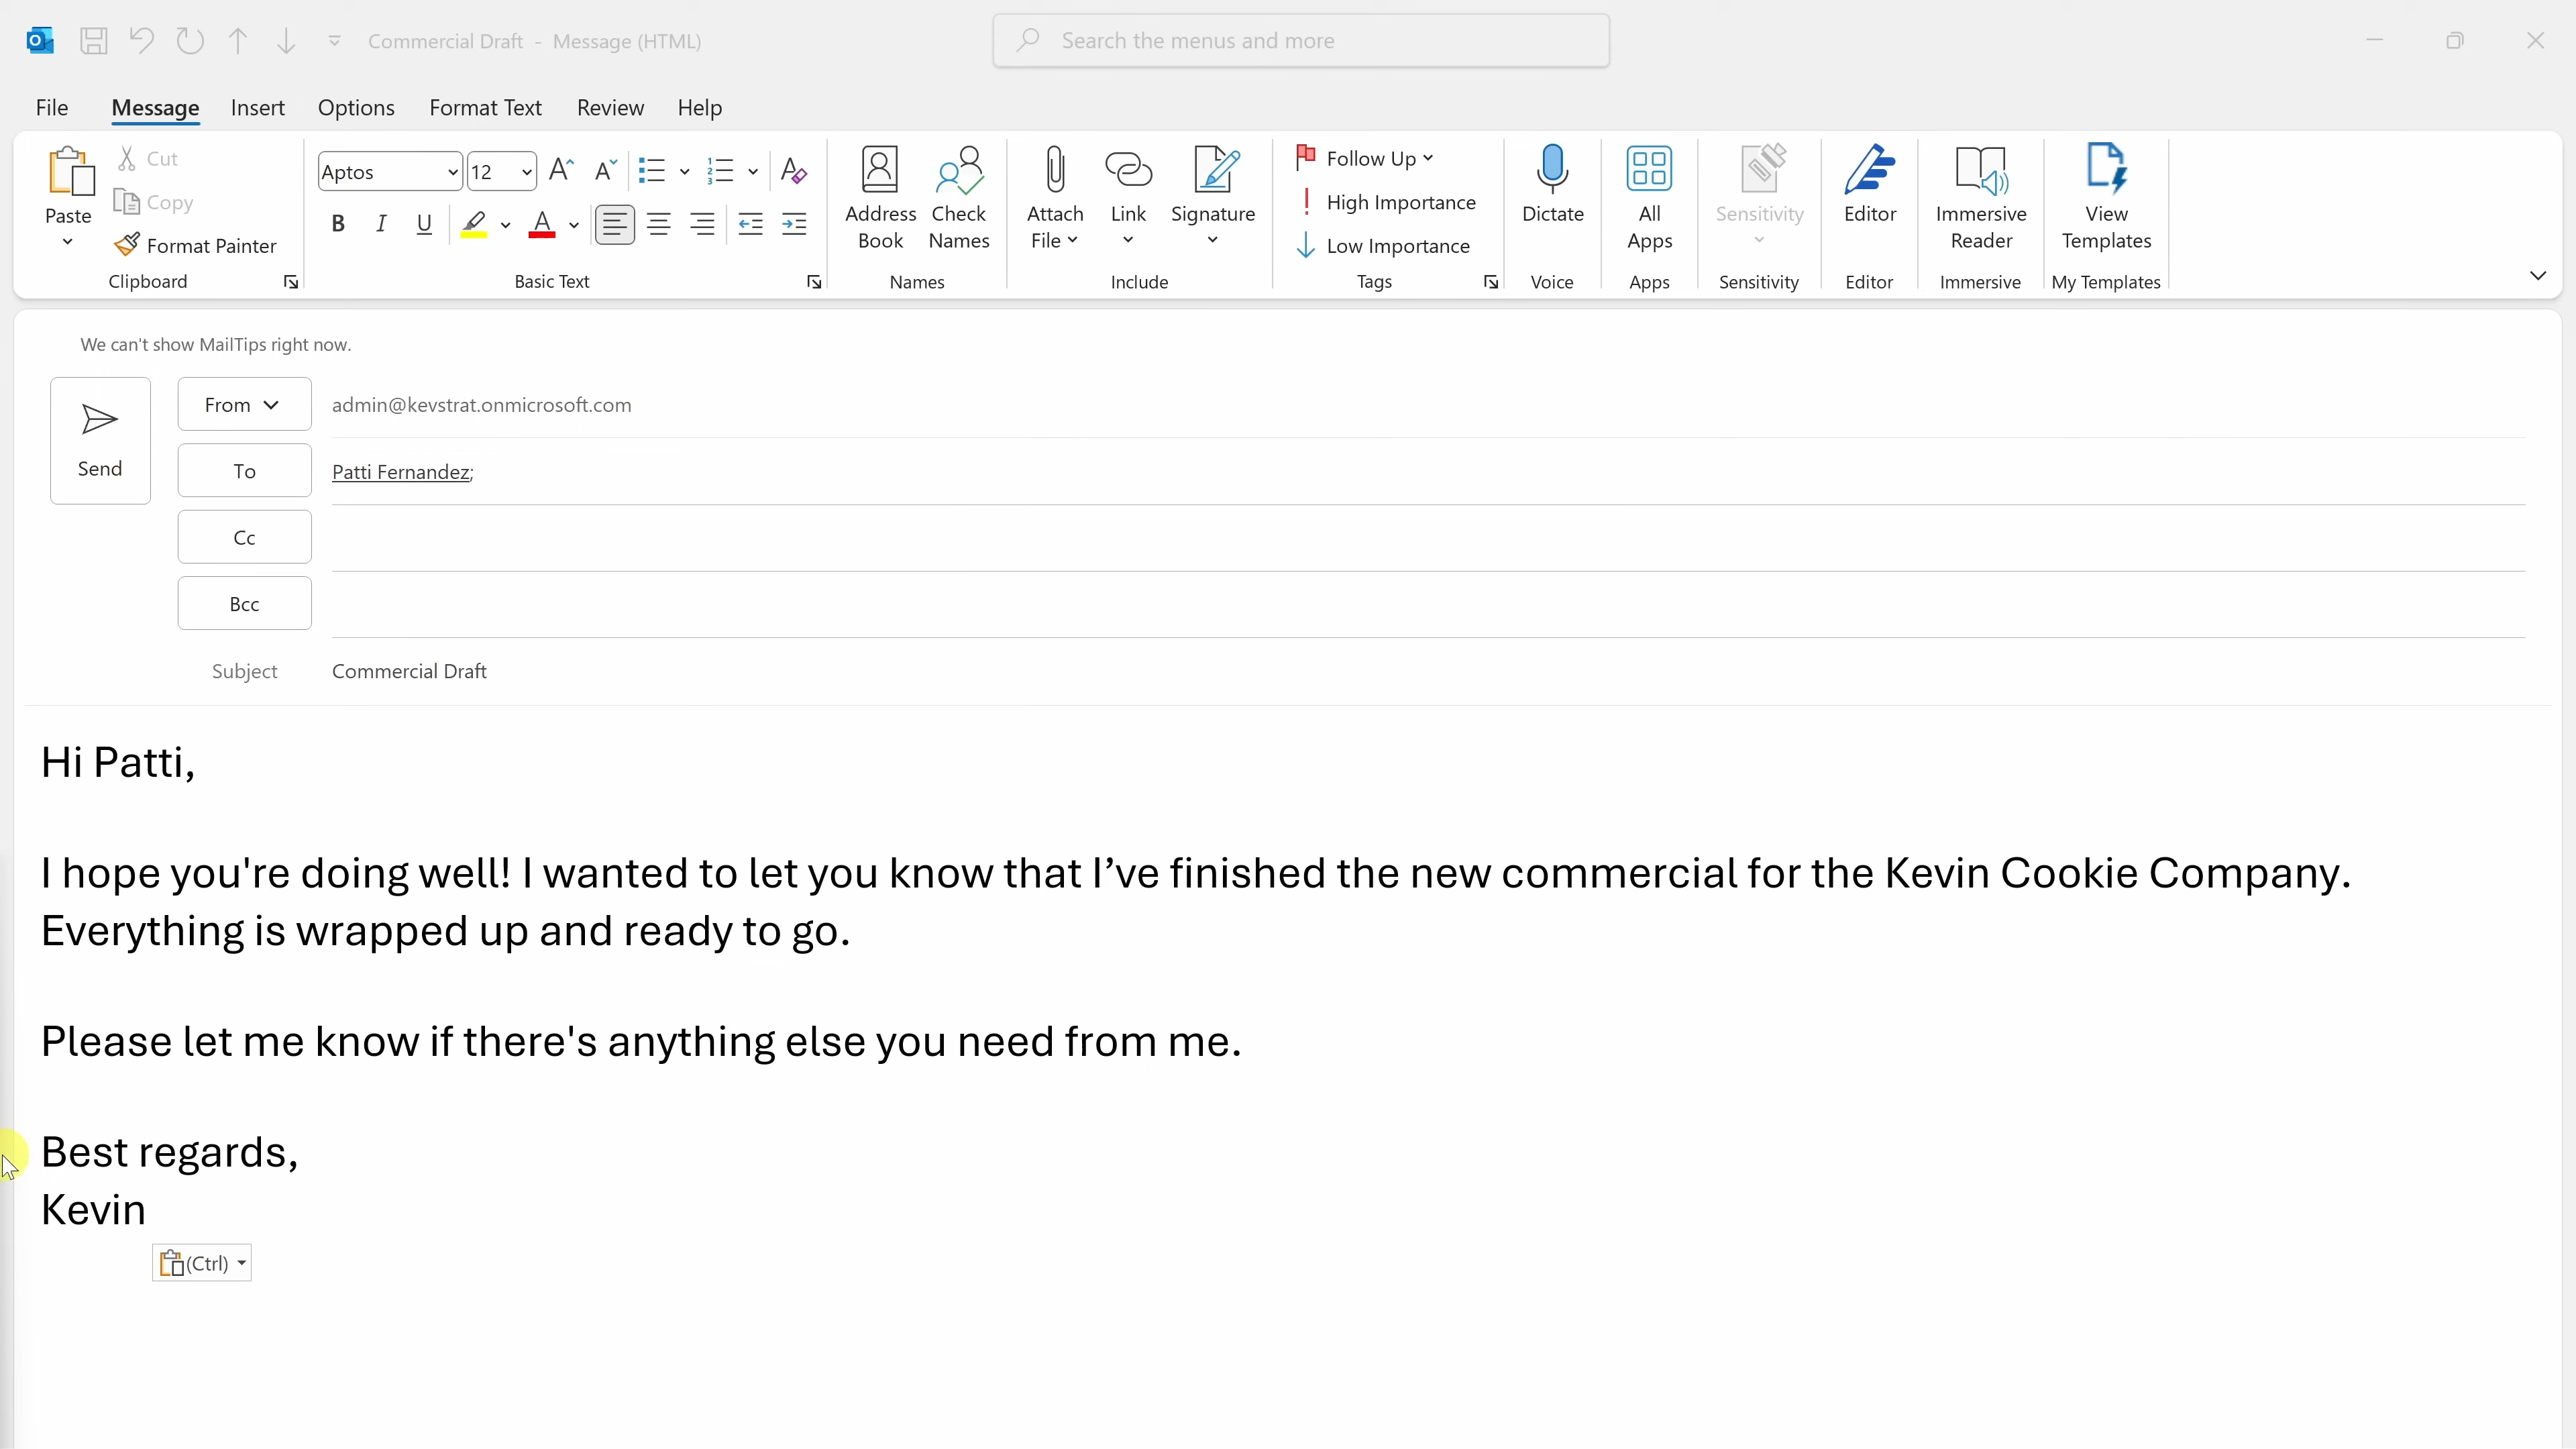 Commercial Draft - Message (HTML)
Search the menus and more
File Message Insert Options Format Text Review Help
Paste
Cut
Copy
Format Painter
Clipboard
Aptos 12
B I U
Basic Text
Address Book
Check Names
Names
Attach File
Link
Signature
Include
Follow Up
High Importance
Low Importance
Tags
Dictate
Voice
All Apps
Apps
Sensitivity
Sensitivity
Editor
Editor
Immersive Reader
Immersive
View Templates
My Templates
We can't show MailTips right now.
Send
From admin@kevstrat.onmicrosoft.com
To Patti Fernandez;
Cc
Bcc
Subject Commercial Draft
Hi Patti,
I hope you're doing well! I wanted to let you know that I’ve finished the new commercial for the Kevin Cookie Company.
Everything is wrapped up and ready to go.
Please let me know if there's anything else you need from me.
Best regards,
Kevin
(Ctrl)